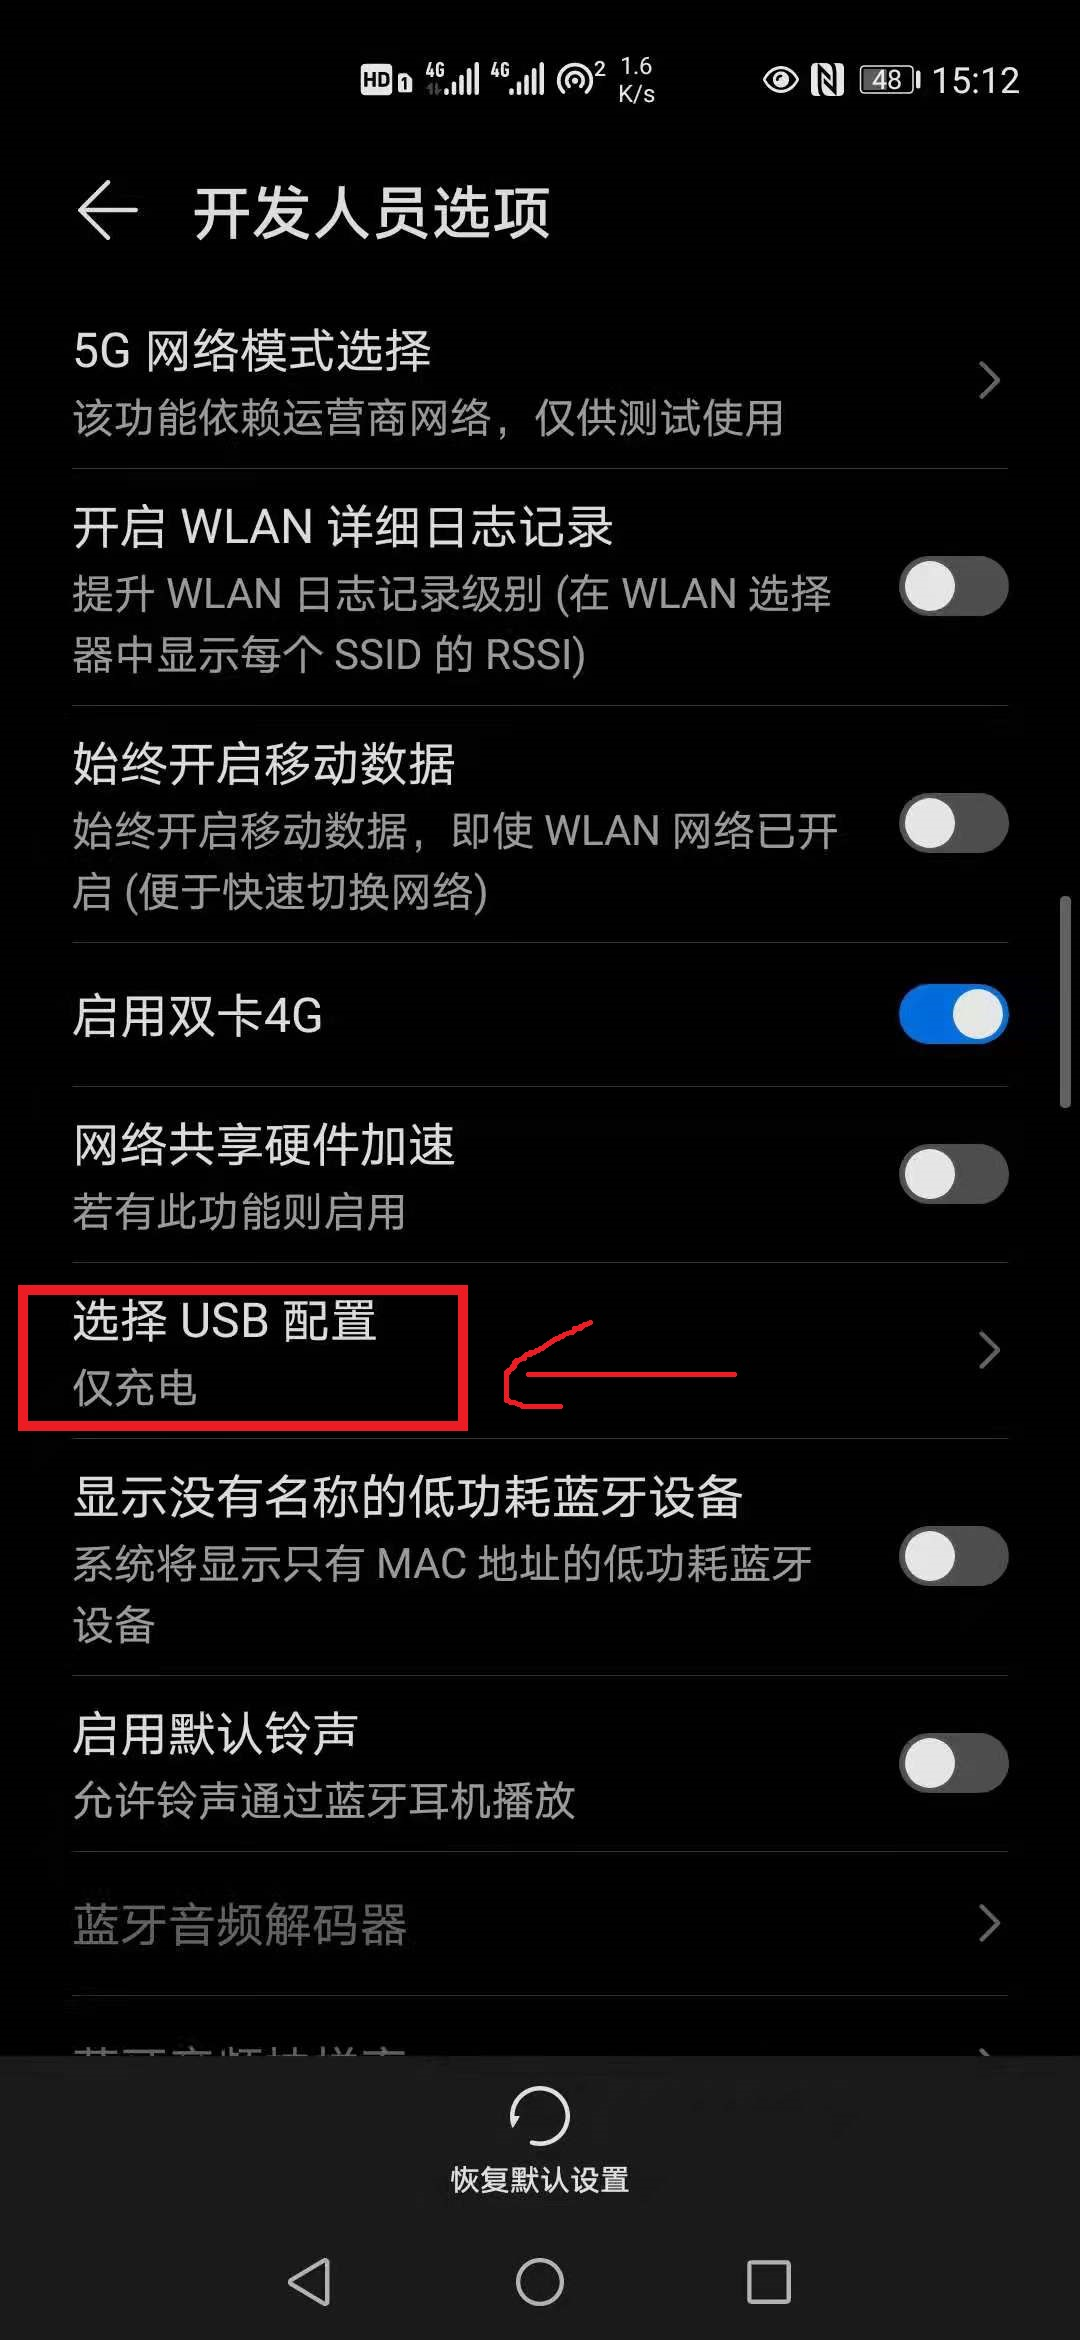 HD 1 4G 4G 2 1.6 K/s 48 15:12
开发人员选项
5G 网络模式选择
该功能依赖运营商网络，仅供测试使用
开启 WLAN 详细日志记录
提升 WLAN 日志记录级别 (在 WLAN 选择
器中显示每个 SSID 的 RSSI)
始终开启移动数据
始终开启移动数据，即使 WLAN 网络已开
启 (便于快速切换网络)
启用双卡4G
网络共享硬件加速
若有此功能则启用
选择 USB 配置
仅充电
显示没有名称的低功耗蓝牙设备
系统将显示只有 MAC 地址的低功耗蓝牙
设备
启用默认铃声
允许铃声通过蓝牙耳机播放
蓝牙音频解码器
恢复默认设置